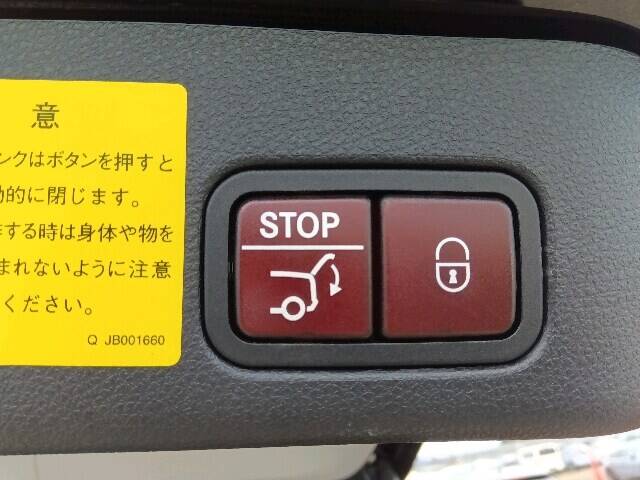 意
ンクはボタンを押すと
動的に閉じます。
する時は身体や物を
まれないように注意
ください。
Q JB001660
STOP